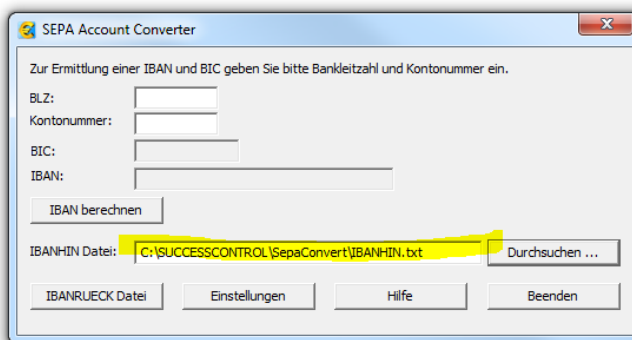 SEPA Account Converter
Zur Ermittlung einer IBAN und BIC geben Sie bitte Bankleitzahl und Kontonummer ein.
BLZ:
Kontonummer:
BIC:
IBAN:
IBAN berechnen
IBANHIN Datei: C:\SUCCESSCONTROL\SepaConvert\IBANHIN.txt Durchsuchen ...
IBANRUECK Datei Einstellungen Hilfe Beenden